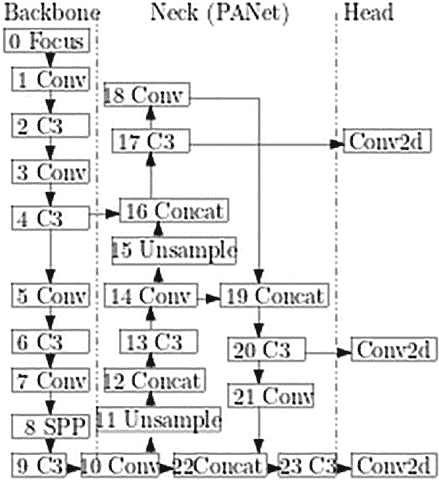 Backbone
Neck (PANet)
Head
0 Focus
1 Conv
2 C3
3 Conv
4 C3
5 Conv
6 C3
7 Conv
8 SPP
9 C3
10 Conv
11 Unsample
12 Concat
13 C3
14 Conv
15 Unsample
16 Concat
17 C3
18 Conv
19 Concat
20 C3
21 Conv
22Concat
23 C3
Conv2d
Conv2d
Conv2d